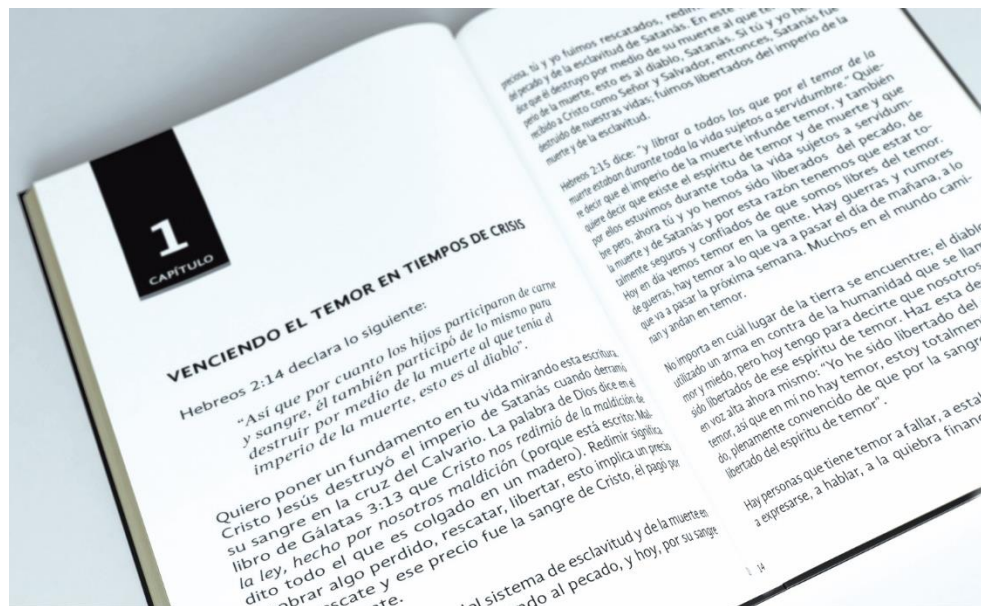 1
CAPÍTULO
VENCIENDO EL TEMOR EN TIEMPOS DE CRISIS
Hebreos 2:14 declara lo siguiente:
"Así que por cuanto los hijos participaron de carne
y sangre, él también participó de lo mismo para
destruir por medio de la muerte al que tenía el
imperio de la muerte, esto es al diablo".
Quiero poner un fundamento en tu vida mirando esta escritura.
Cristo Jesús destruyó el imperio de Satanás cuando derramó
su sangre en la cruz del Calvario. La palabra de Dios dice en el
libro de Gálatas 3:13 que Cristo nos redimió de la maldición de
la ley, hecho por nosotros maldición (porque está escrito: Mal-
dito todo el que es colgado en un madero). Redimir significa
obrar algo perdido, rescatar, libertar, esto implica un precio
scate y ese precio fue la sangre de Cristo, él pagó por
te.
del sistema de esclavitud y de la muerte en
ndo al pecado, y hoy, por su sangre
preciosa, tú y yo fuimos rescatados, redim
del pecado y de la esclavitud de Satanás. En este
dice que él destruyo por medio de su muerte al que ten
perio de la muerte, esto es al diablo, Satanás. Si tú y yo he
recibido a Cristo como Señor y Salvador, entonces, Satanás fue
destruido de nuestras vidas; fuimos libertados del imperio de la
muerte y de la esclavitud.
Hebreos 2:15 dice: "y librar a todos los que por el temor de la
muerte estaban durante toda la vida sujetos a servidumbre." Quie-
re decir que el imperio de la muerte infunde temor, y también
quiere decir que existe el espíritu de temor y de muerte y que
por ellos estuvimos durante toda la vida sujetos a servidum-
bre pero, ahora tú y yo hemos sido liberados del pecado, de
la muerte y de Satanás y por esta razón tenemos que estar to-
talmente seguros y confiados de que somos libres del temor.
Hoy en día vemos temor en la gente. Hay guerras y rumores
de guerras, hay temor a lo que va a pasar el día de mañana, a lo
que va a pasar la próxima semana. Muchos en el mundo cami-
nan y andan en temor.
No importa en cuál lugar de la tierra se encuentre; el diablo
utilizado un arma en contra de la humanidad que se llam
mor y miedo, pero hoy tengo para decirte que nosotros
sido libertados de ese espíritu de temor. Haz esta de
en voz alta ahora mismo: "Yo he sido libertado del
temor, así que en mí no hay temor, estoy totalmen
do, plenamente convencido de que por la sangre
libertado del espíritu de temor".
Hay personas que tiene temor a fallar, a estab
a expresarse, a hablar, a la quiebra financ
14